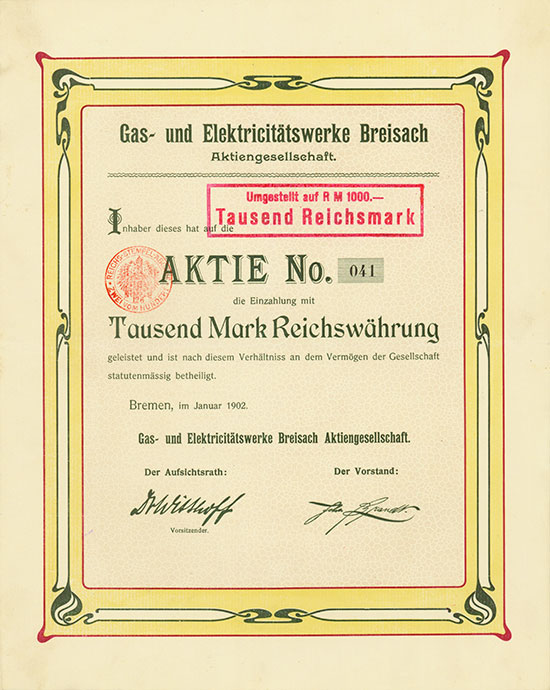 Gas- und Elektricitätswerke Breisach
Aktiengesellschaft.
Umgestellt auf R M 1000.—
Tausend Reichsmark
Inhaber dieses hat auf die
AKTIE No. 041
die Einzahlung mit
Tausend Mark Reichswährung
geleistet und ist nach diesem Verhältniss an dem Vermögen der Gesellschaft
statutenmässig betheiligt.
Bremen, im Januar 1902.
Gas- und Elektricitätswerke Breisach Aktiengesellschaft.
Der Aufsichtsrath: Der Vorstand:
Vorsitzender.